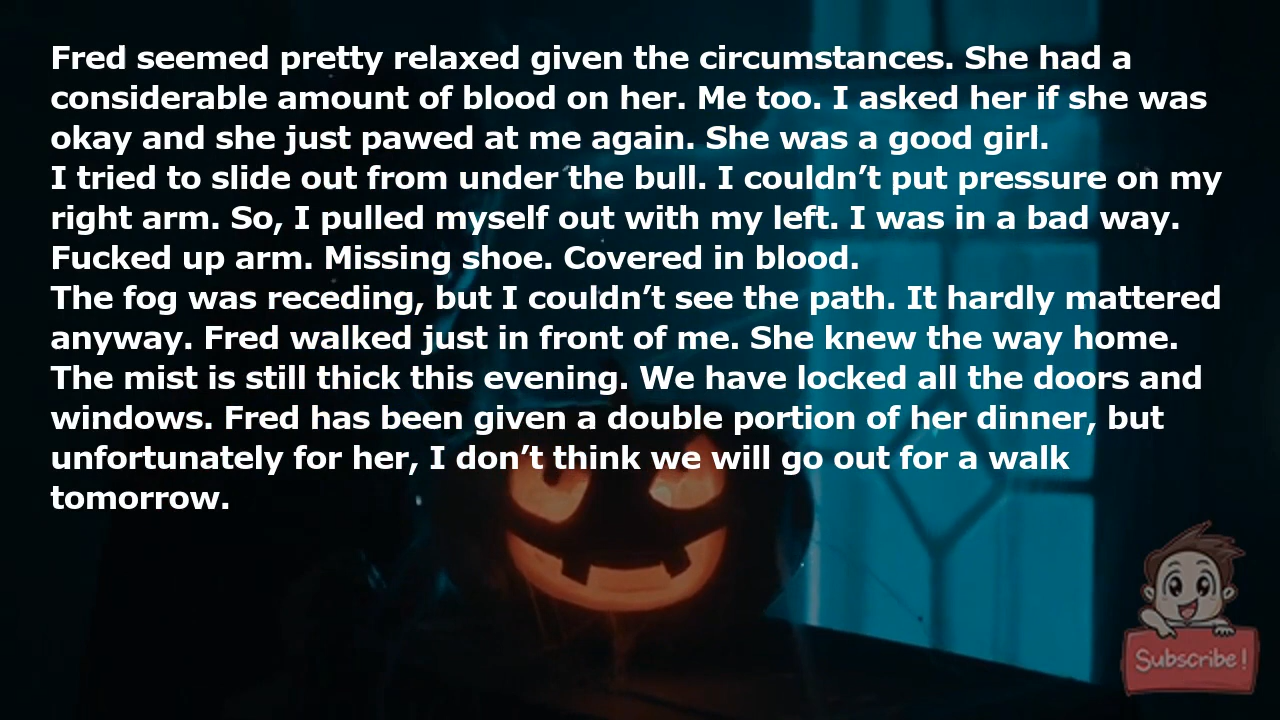 Fred seemed pretty relaxed given the circumstances. She had a
considerable amount of blood on her. Me too. I asked her if she was
okay and she just pawed at me again. She was a good girl.
I tried to slide out from under the bull. I couldn’t put pressure on my
right arm. So, I pulled myself out with my left. I was in a bad way.
Fucked up arm. Missing shoe. Covered in blood.
The fog was receding, but I couldn’t see the path. It hardly mattered
anyway. Fred walked just in front of me. She knew the way home.
The mist is still thick this evening. We have locked all the doors and
windows. Fred has been given a double portion of her dinner, but
unfortunately for her, I don’t think we will go out for a walk
tomorrow.
Subscribe!